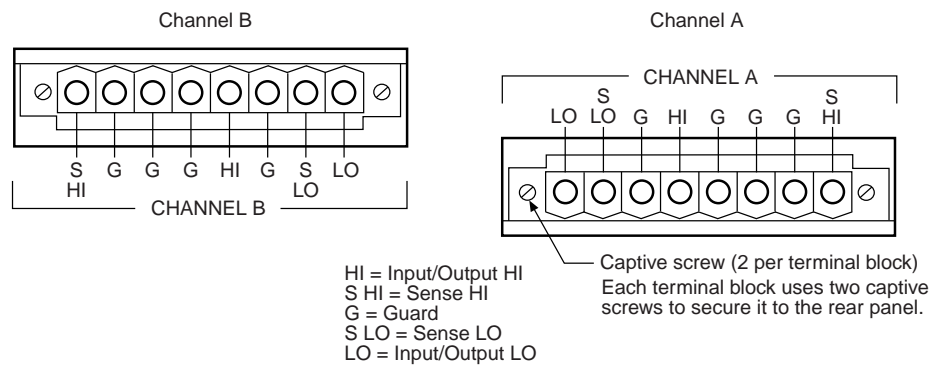 Channel B
S
HI
G G G HI G
S
LO
LO
CHANNEL B
Channel A
CHANNEL A
LO
S
LO
G HI G G G
S
HI
Captive screw (2 per terminal block)
Each terminal block uses two captive
screws to secure it to the rear panel.
HI = Input/Output HI
S HI = Sense HI
G = Guard
S LO = Sense LO
LO = Input/Output LO